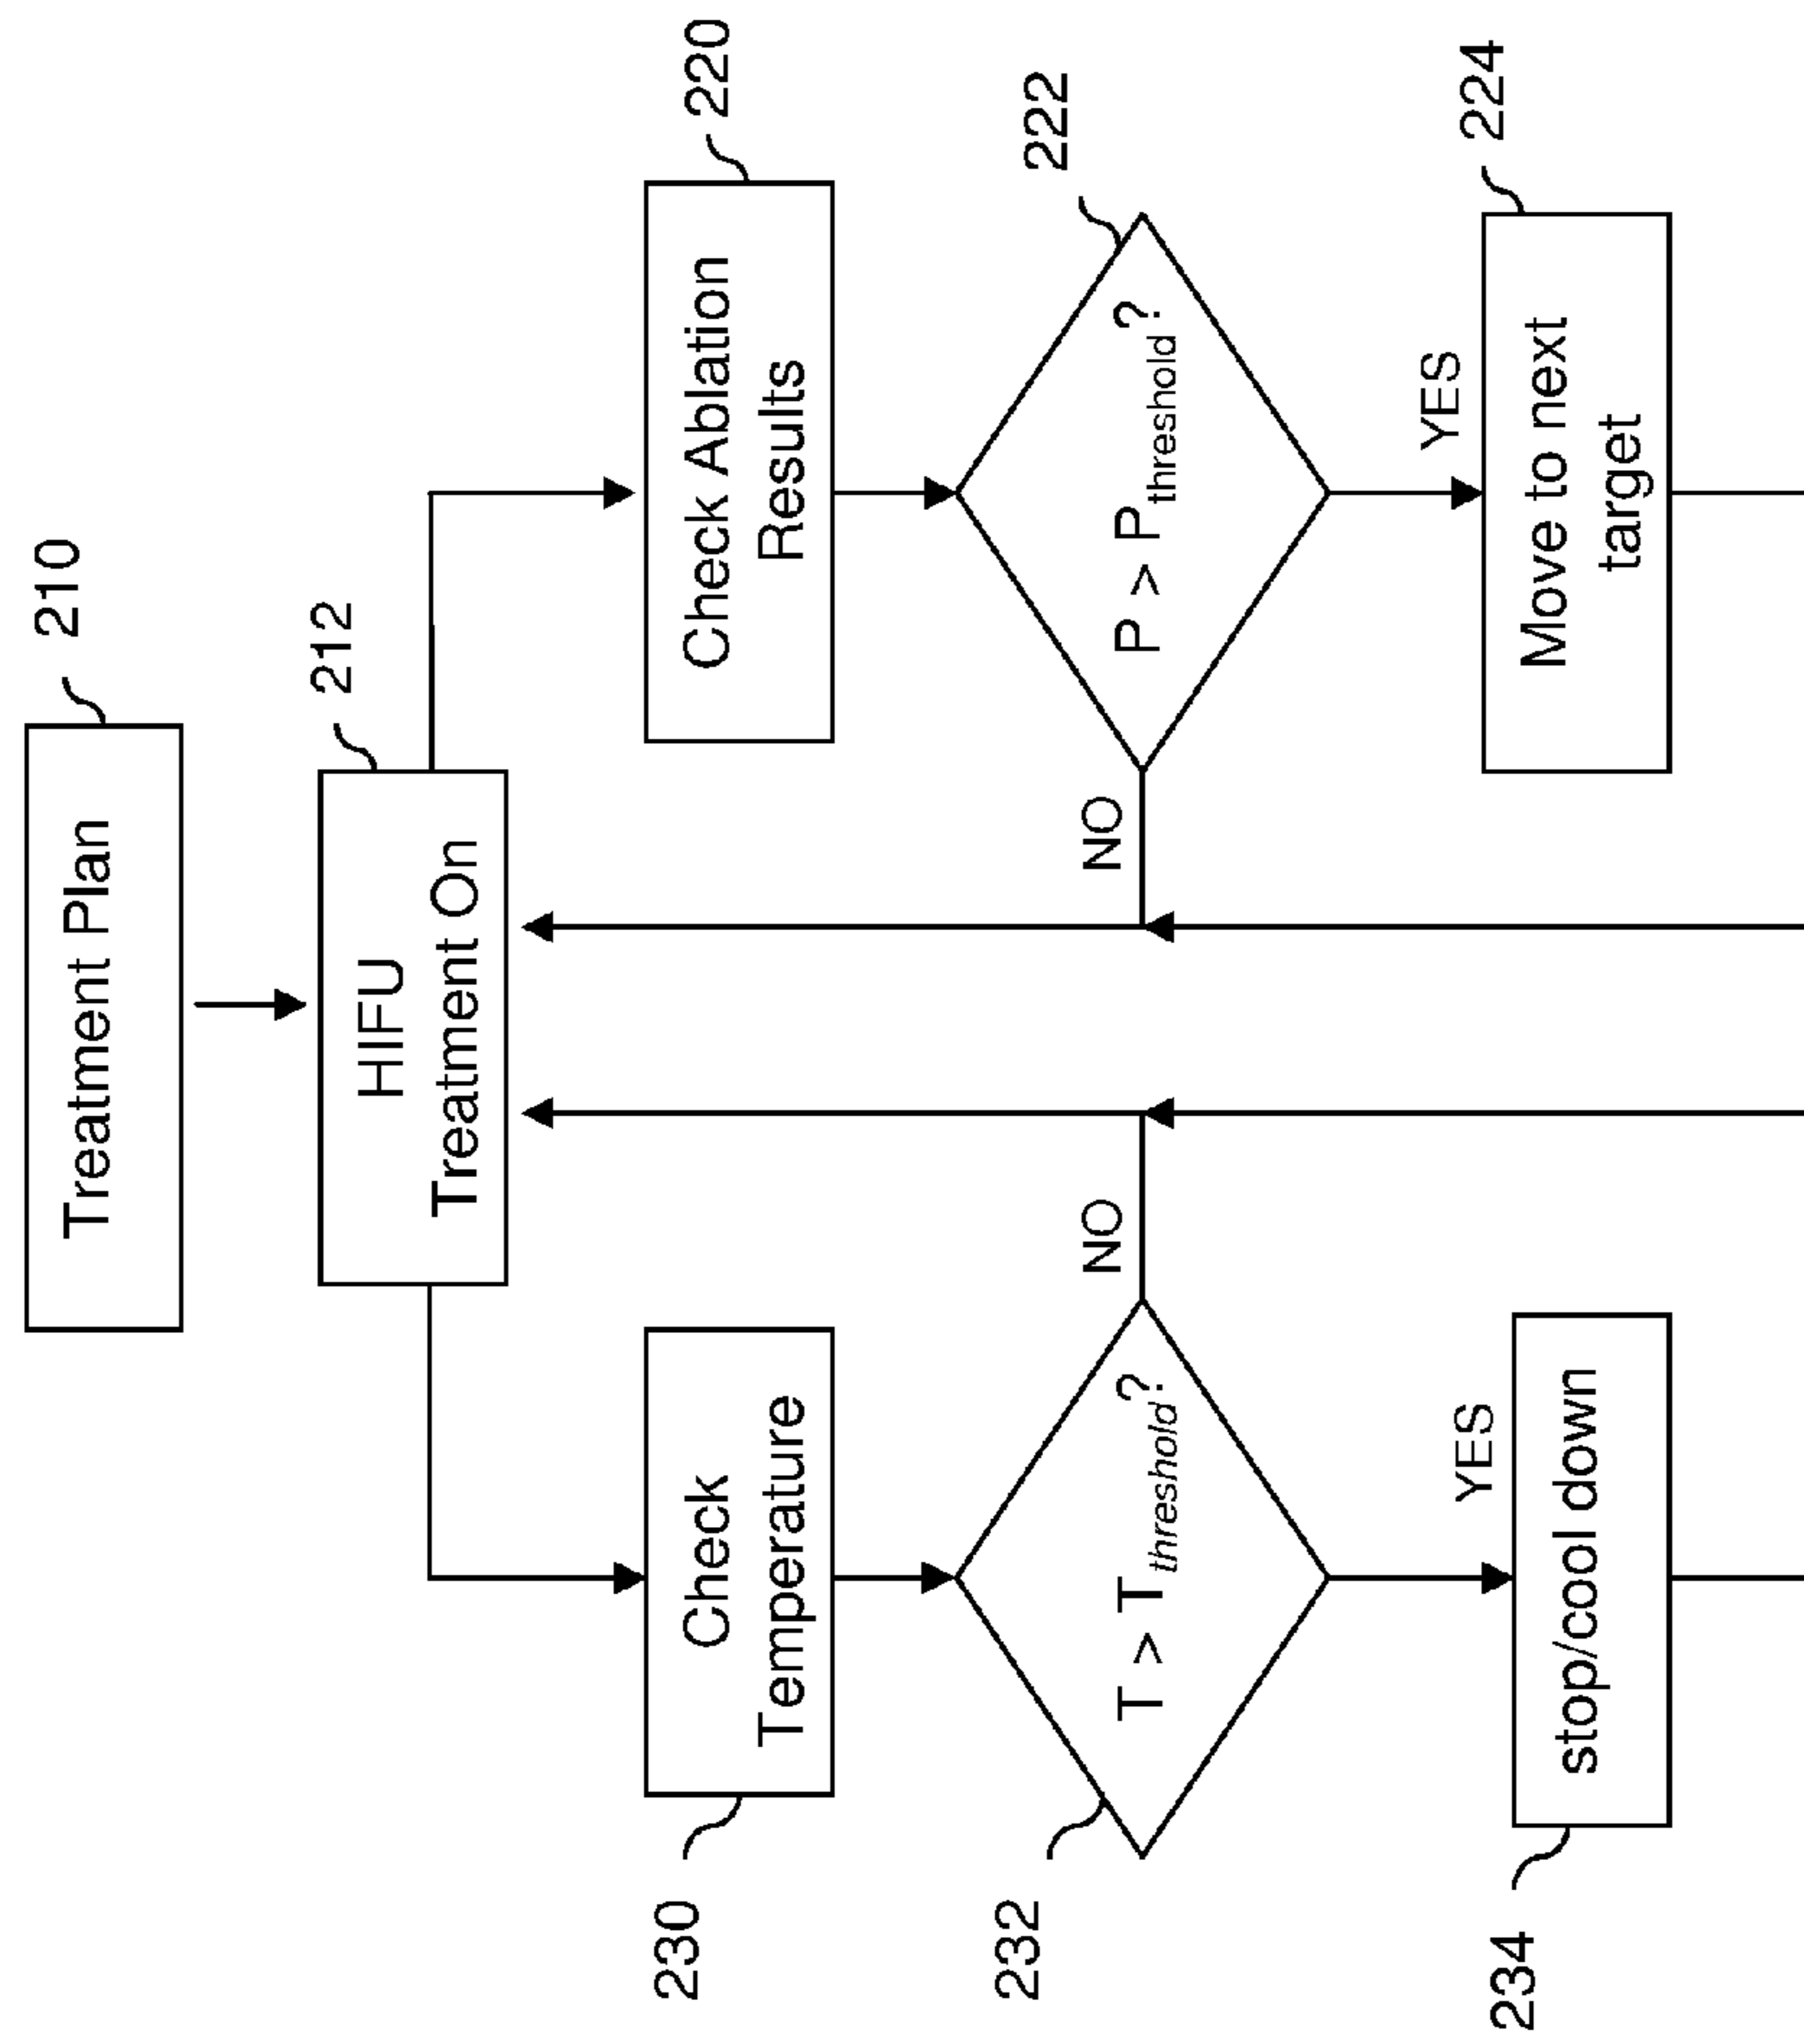 Treatment Plan
210
HIFU
Treatment On
212
Check
Temperature
230
Check Ablation
Results
220
T > Tthreshold?
232
NO
NO
P > Pthreshold?
222
YES
YES
stop/cool down
234
Move to next
target
224